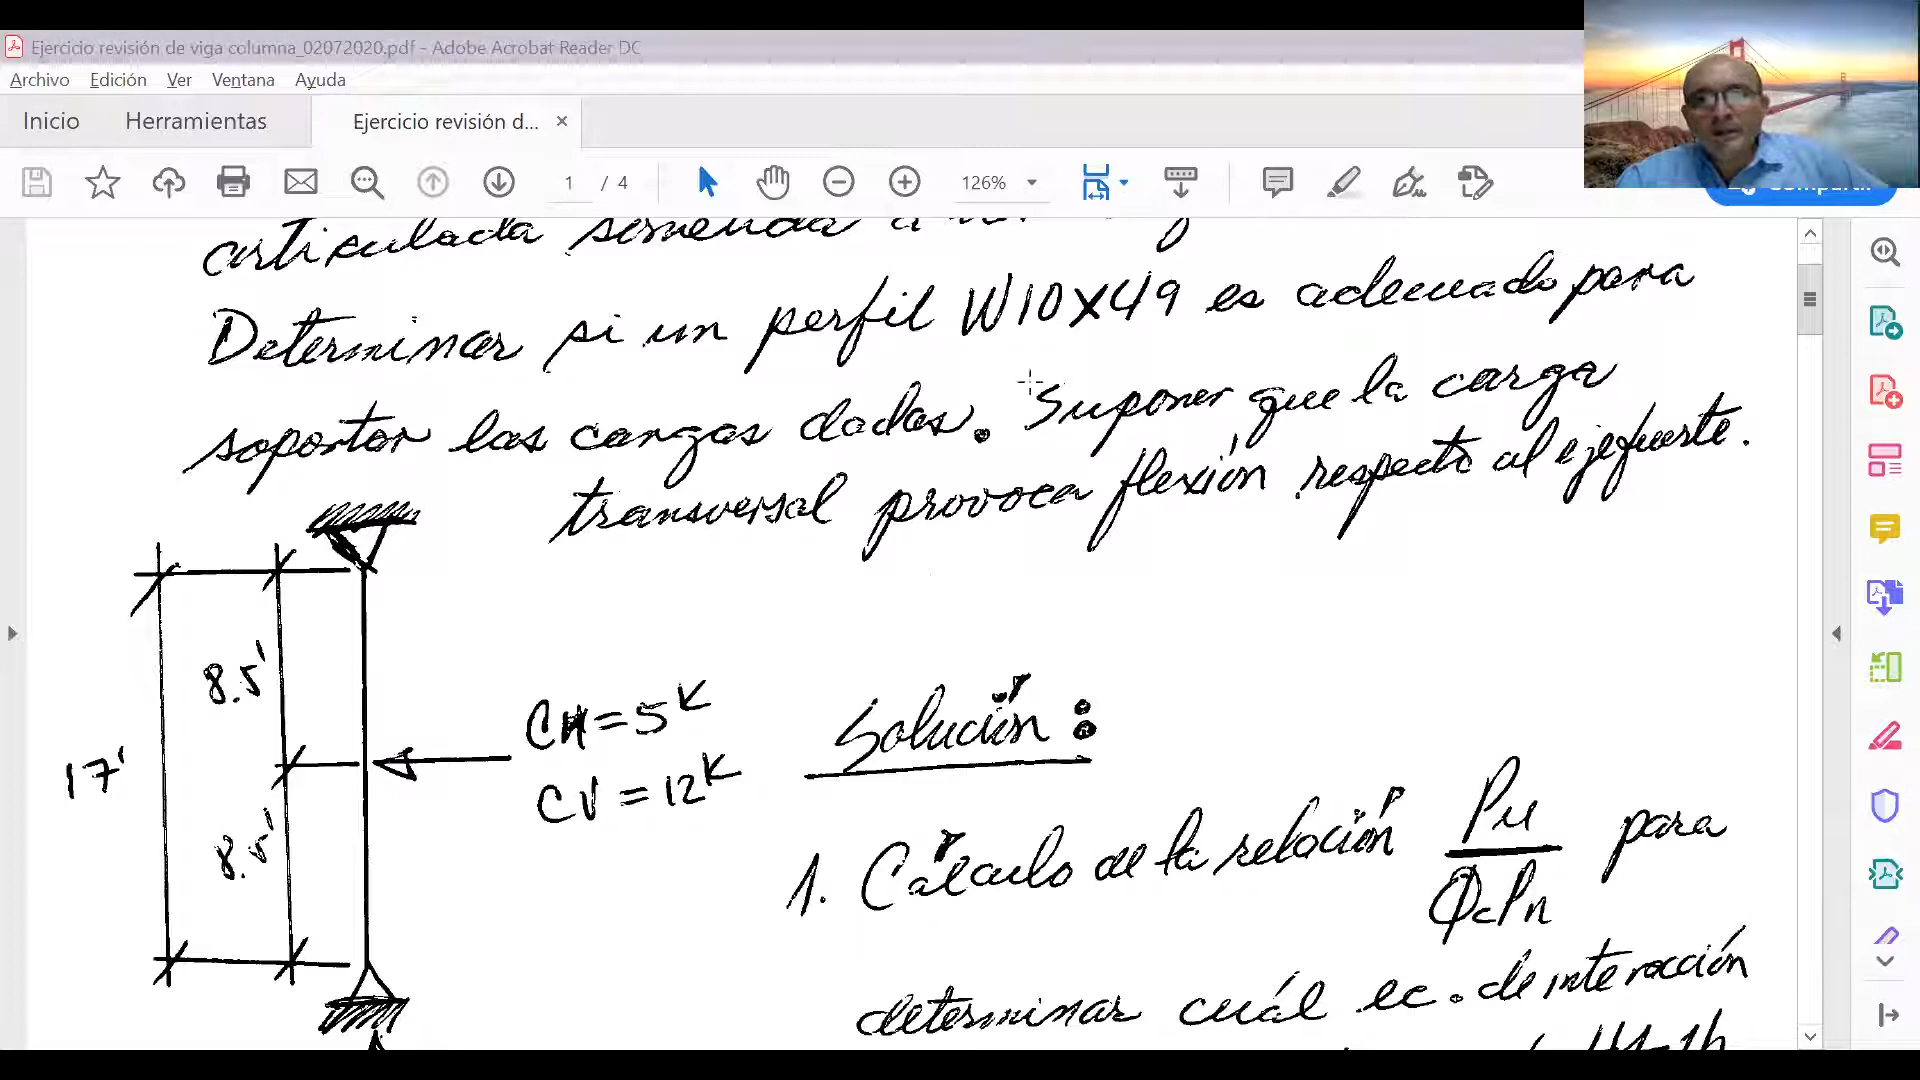 Ejercicio revisión de viga columna_02072020.pdf - Adobe Acrobat Reader DC
Archivo Edición Ver Ventana Ayuda
Inicio Herramientas Ejercicio revisión d... ×
1 / 4 126%
articulada sometida a
Determinar si un perfil W10X49 es adecuado para
soportar las cargas dadas. Suponer que la carga
transversal provoca flexión respecto al eje fuerte.
17'
8.5'
8.5'
CM=5K
CV=12K
Solución:
1. Cálculo de la relación Pu/ΦcPn para
determinar cuál ec. de interacción